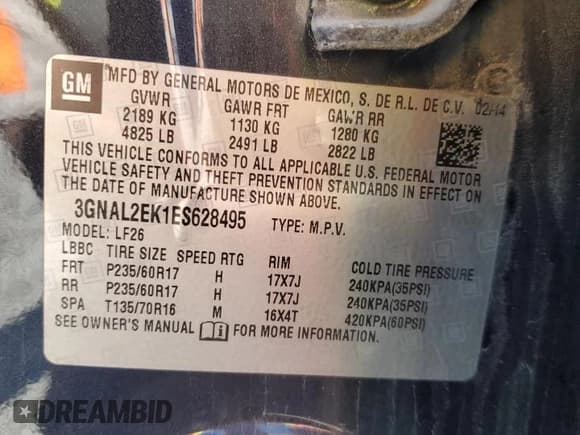 GM MFD BY GENERAL MOTORS DE MEXICO, S. DE R.L. DE C.V. 02/14
GVWR GAWR FRT GAWR RR
2189 KG 1130 KG 1280 KG
4825 LB 2491 LB 2822 LB
THIS VEHICLE CONFORMS TO ALL APPLICABLE U.S. FEDERAL MOTOR
VEHICLE SAFETY AND THEFT PREVENTION STANDARDS IN EFFECT ON
THE DATE OF MANUFACTURE SHOWN ABOVE.
3GNAL2EK1ES628495 TYPE: M.P.V.
MODEL: LF26
LBBC TIRE SIZE SPEED RTG RIM COLD TIRE PRESSURE
FRT P235/60R17 H 17X7J 240KPA(35PSI)
RR P235/60R17 H 17X7J 240KPA(35PSI)
SPA T135/70R16 M 16X4T 420KPA(60PSI)
SEE OWNER'S MANUAL FOR MORE INFORMATION.
DREAMBID